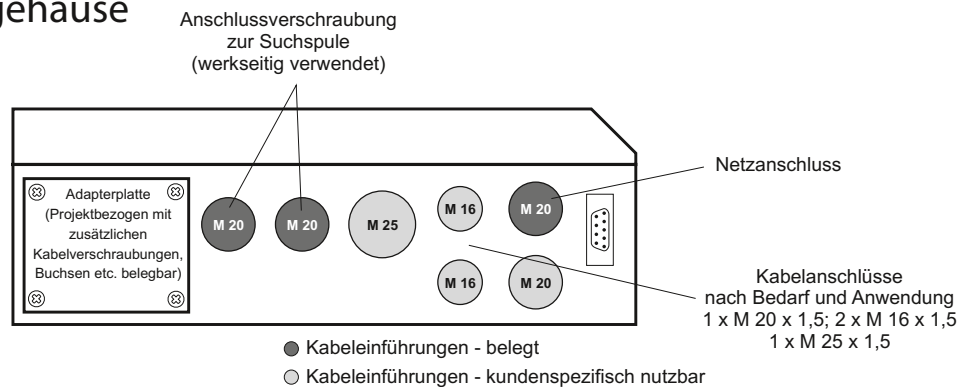 gehäuse
Anschlussverschraubung
zur Suchspule
(werkseitig verwendet)
Netzanschluss
Adapterplatte
(Projektbezogen mit
zusätzlichen
Kabelverschraubungen,
Buchsen etc. belegbar)
M 20
M 20
M 25
M 16
M 20
M 16
M 20
Kabelanschlüsse
nach Bedarf und Anwendung
1 x M 20 x 1,5; 2 x M 16 x 1,5
1 x M 25 x 1,5
Kabeleinführungen - belegt
Kabeleinführungen - kundenspezifisch nutzbar